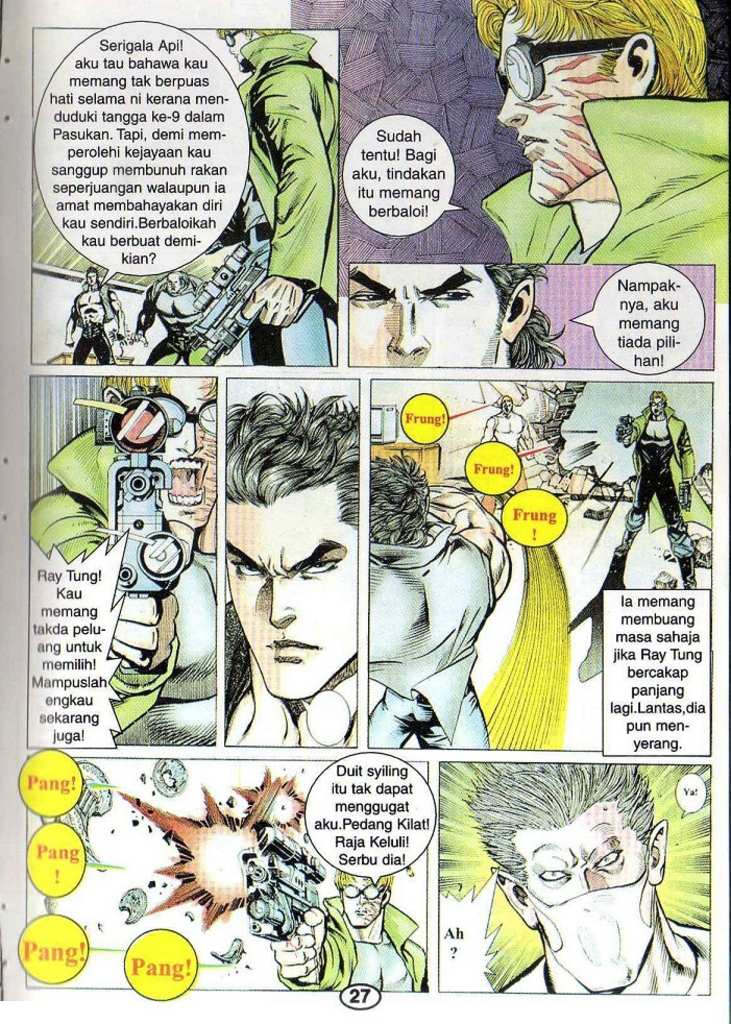 Serigala Api!
aku tau bahawa kau
memang tak berpuas
hati selama ni kerana men-
duduki tangga ke-9 dalam
Pasukan. Tapi, demi mem-
perolehi kejayaan kau
sanggup membunuh rakan
seperjuangan walaupun ia
amat membahayakan diri
kau sendiri.Berbaloikah
kau berbuat demi-
kian?
Sudah
tentu! Bagi
aku, tindakan
itu memang
berbaloi!
Nampak-
nya, aku
memang
tiada pili-
han!
Ray Tung!
Kau
memang
takda pelu-
ang untuk
memilih!
Mampuslah
engkau
sekarang
juga!
Frung!
Frung!
Frung
!
Ia memang
membuang
masa sahaja
jika Ray Tung
bercakap
panjang
lagi.Lantas,dia
pun men-
yerang.
Pang!
Pang
!
Pang!
Pang!
Duit syiling
itu tak dapat
menggugat
aku.Pedang Kilat!
Raja Keluli!
Serbu dia!
Ya!
Ah
?
27